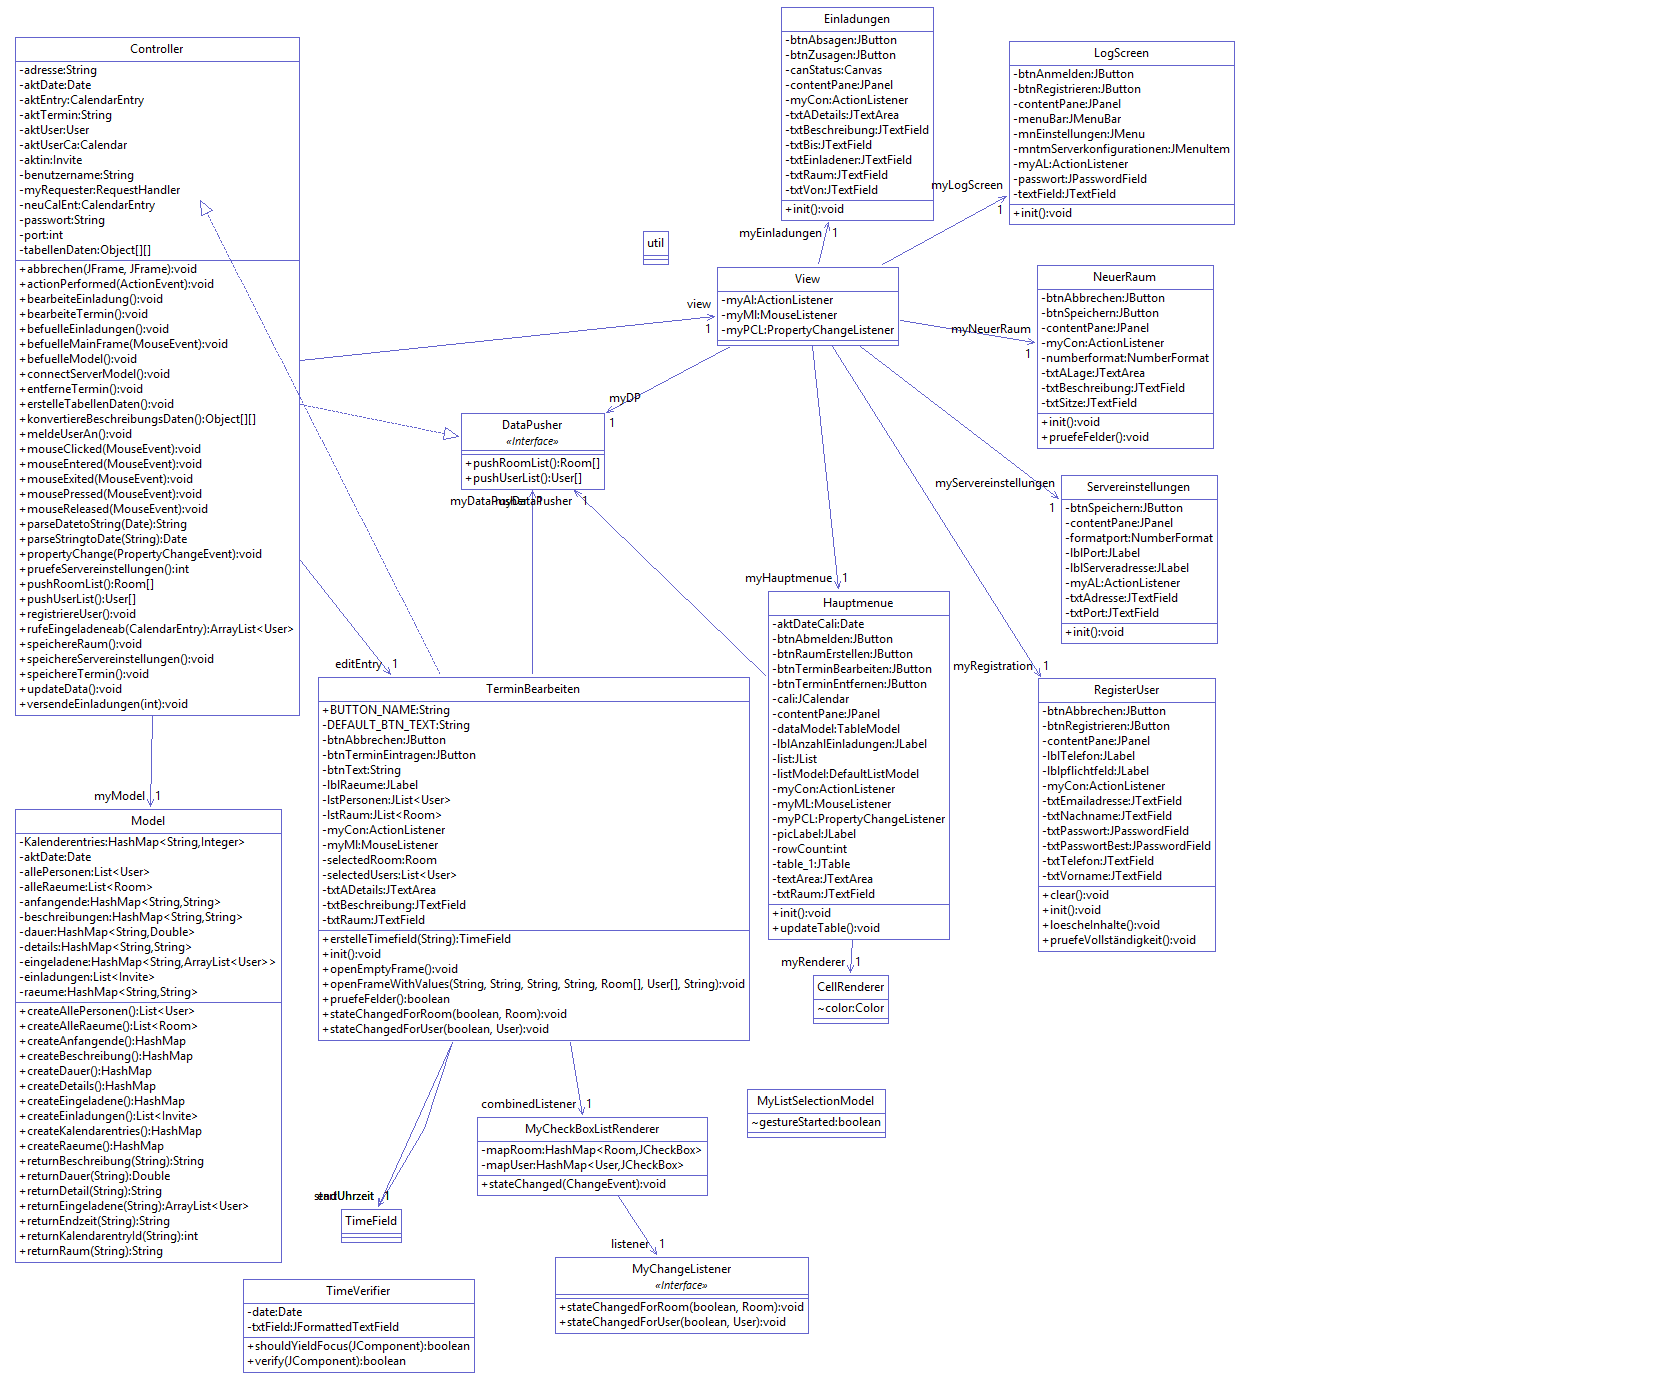 Controller
-adresse:String
-aktDate:Date
-aktEntry:CalendarEntry
-aktTermin:String
-aktUser:User
-aktUserCa:Calendar
-aktin:Invite
-benutzername:String
-myRequester:RequestHandler
-neuCalEnt:CalendarEntry
-passwort:String
-port:int
-tabellenDaten:Object[][]
+abbrechen(JFrame, JFrame):void
+actionPerformed(ActionEvent):void
+bearbeiteEinladung():void
+bearbeiteTermin():void
+befuelleEinladungen():void
+befuelleMainFrame(MouseEvent):void
+befuelleModel():void
+connectServerModel():void
+entferneTermin():void
+erstelleTabellenDaten():void
+konvertiereBeschreibungsDaten():Object[][]
+meldeUserAn():void
+mouseClicked(MouseEvent):void
+mouseEntered(MouseEvent):void
+mouseExited(MouseEvent):void
+mousePressed(MouseEvent):void
+mouseReleased(MouseEvent):void
+parseDatetoString(Date):String
+parseStringtoDate(String):Date
+propertyChange(PropertyChangeEvent):void
+pruefeServereinstellungen():int
+pushRoomList():Room[]
+pushUserList():User[]
+registriereUser():void
+rufeEingeladeneab(CalendarEntry):ArrayList<User>
+speichereRaum():void
+speichereServereinstellungen():void
+speichereTermin():void
+updateData():void
+versendeEinladungen(int):void
Einladungen
-btnAbsagen:JButton
-btnZusagen:JButton
-canStatus:Canvas
-contentPane:JPanel
-myCon:ActionListener
-txtADetails:JTextArea
-txtBeschreibung:JTextField
-txtBis:JTextField
-txtEinladener:JTextField
-txtRaum:JTextField
-txtVon:JTextField
+init():void
LogScreen
-btnAnmelden:JButton
-btnRegistrieren:JButton
-contentPane:JPanel
-menuBar:JMenuBar
-mnEinstellungen:JMenu
-mntmServerkonfigurationen:JMenuItem
-myAL:ActionListener
-passwort:JPasswordField
-textField:JTextField
+init():void
myLogScreen
1
myEinladungen
1
util
View
-myAl:ActionListener
-myMl:MouseListener
-myPCL:PropertyChangeListener
view
1
NeuerRaum
-btnAbbrechen:JButton
-btnSpeichern:JButton
-contentPane:JPanel
-myCon:ActionListener
-numberformat:NumberFormat
-txtALage:JTextArea
-txtBeschreibung:JTextField
-txtSitze:JTextField
+init():void
+pruefeFelder():void
myNeuerRaum
1
myDP
1
DataPusher
«Interface»
+pushRoomList():Room[]
+pushUserList():User[]
myDataPusher
1
myDataPusher
1
myServereinstellungen
1
Servereinstellungen
-btnSpeichern:JButton
-contentPane:JPanel
-formatport:NumberFormat
-lblPort:JLabel
-lblServeradresse:JLabel
-myAL:ActionListener
-txtAdresse:JTextField
-txtPort:JTextField
+init():void
myHauptmenue
1
Hauptmenue
-aktDateCali:Date
-btnAbmelden:JButton
-btnRaumErstellen:JButton
-btnTerminBearbeiten:JButton
-btnTerminEntfernen:JButton
-cali:JCalendar
-contentPane:JPanel
-dataModel:TableModel
-lblAnzahlEinladungen:JLabel
-list:JList
-listModel:DefaultListModel
-myCon:ActionListener
-myML:MouseListener
-myPCL:PropertyChangeListener
-picLabel:JLabel
-rowCount:int
-table_1:JTable
-textArea:JTextArea
-txtRaum:JTextField
+init():void
+updateTable():void
myRegistration
1
RegisterUser
-btnAbbrechen:JButton
-btnRegistrieren:JButton
-contentPane:JPanel
-lblTelefon:JLabel
-lblpflichtfeld:JLabel
-myCon:ActionListener
-txtEmailadresse:JTextField
-txtNachname:JTextField
-txtPasswort:JPasswordField
-txtPasswortBest:JPasswordField
-txtTelefon:JTextField
-txtVorname:JTextField
+clear():void
+init():void
+loescheInhalte():void
+pruefeVollständigkeit():void
editEntry
1
TerminBearbeiten
+BUTTON_NAME:String
-DEFAULT_BTN_TEXT:String
-btnAbbrechen:JButton
-btnTerminEintragen:JButton
-btnText:String
-lblRaeume:JLabel
-lstPersonen:JList<User>
-lstRaum:JList<Room>
-myCon:ActionListener
-myMl:MouseListener
-selectedRoom:Room
-selectedUsers:List<User>
-txtADetails:JTextArea
-txtBeschreibung:JTextField
-txtRaum:JTextField
+erstelleTimefield(String):TimeField
+init():void
+openEmptyFrame():void
+openFrameWithValues(String, String, String, String, Room[], User[], String):void
+pruefeFelder():boolean
+stateChangedForRoom(boolean, Room):void
+stateChangedForUser(boolean, User):void
myModel
1
Model
-Kalenderentries:HashMap<String,Integer>
-aktDate:Date
-allePersonen:List<User>
-alleRaeume:List<Room>
-anfangende:HashMap<String,String>
-beschreibungen:HashMap<String,String>
-dauer:HashMap<String,Double>
-details:HashMap<String,String>
-eingeladene:HashMap<String,ArrayList<User>>
-einladungen:List<Invite>
-raeume:HashMap<String,String>
+createAllePersonen():List<User>
+createAlleRaeume():List<Room>
+createAnfangende():HashMap
+createBeschreibung():HashMap
+createDauer():HashMap
+createDetails():HashMap
+createEingeladene():HashMap
+createEinladungen():List<Invite>
+createKalendarentries():HashMap
+createRaeume():HashMap
+returnBeschreibung(String):String
+returnDauer(String):Double
+returnDetail(String):String
+returnEingeladene(String):ArrayList<User>
+returnEndzeit(String):String
+returnKalendarentryId(String):int
+returnRaum(String):String
myRenderer
1
CellRenderer
~color:Color
combinedListener
1
MyCheckBoxListRenderer
-mapRoom:HashMap<Room,JCheckBox>
-mapUser:HashMap<User,JCheckBox>
+stateChanged(ChangeEvent):void
MyListSelectionModel
~gestureStarted:boolean
1
TimeField
listener
1
MyChangeListener
«Interface»
+stateChangedForRoom(boolean, Room):void
+stateChangedForUser(boolean, User):void
TimeVerifier
-date:Date
-txtField:JFormattedTextField
+shouldYieldFocus(JComponent):boolean
+verify(JComponent):boolean